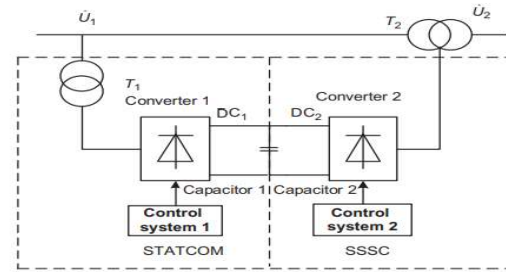 U̇₁
T₂
U̇₂
T₁
Converter 1
Converter 2
DC₁
DC₂
Capacitor 1
Capacitor 2
Control
system 1
Control
system 2
STATCOM
SSSC